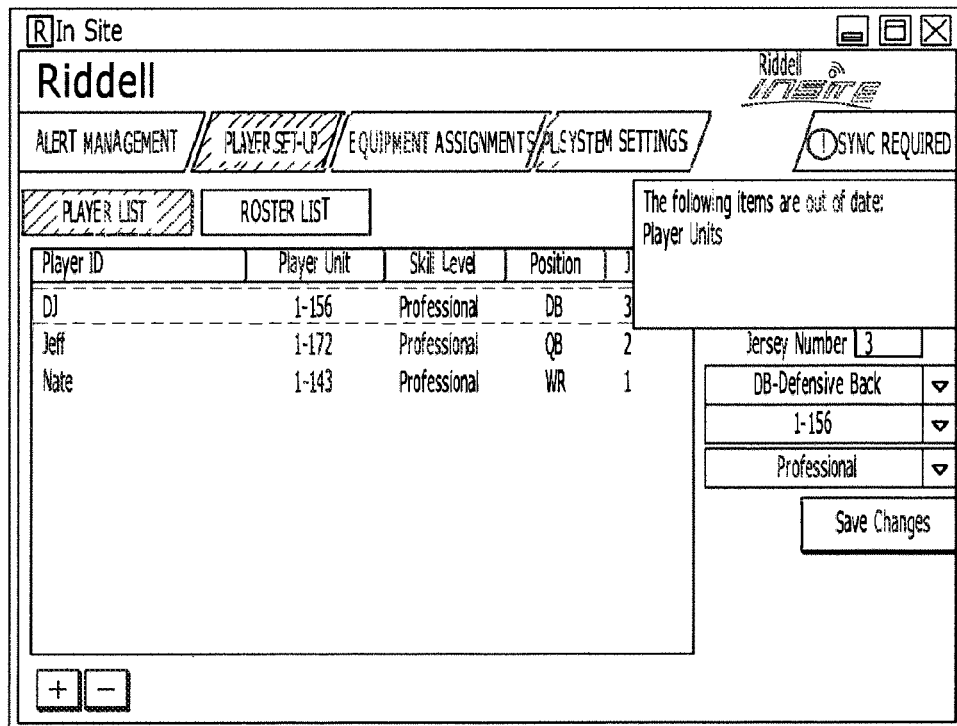 R In Site
Riddell
Riddell
InSITE
ALERT MANAGEMENT PLAYER SET-UP EQUIPMENT ASSIGNMENTS SYSTEM SETTINGS SYNC REQUIRED
PLAYER LIST ROSTER LIST
The following items are out of date:
Player Units
Player ID Player Unit Skill Level Position J
DJ 1-156 Professional DB 3
Jeff 1-172 Professional QB 2
Nate 1-143 Professional WR 1
Jersey Number 3
DB-Defensive Back
1-156
Professional
Save Changes
+ −